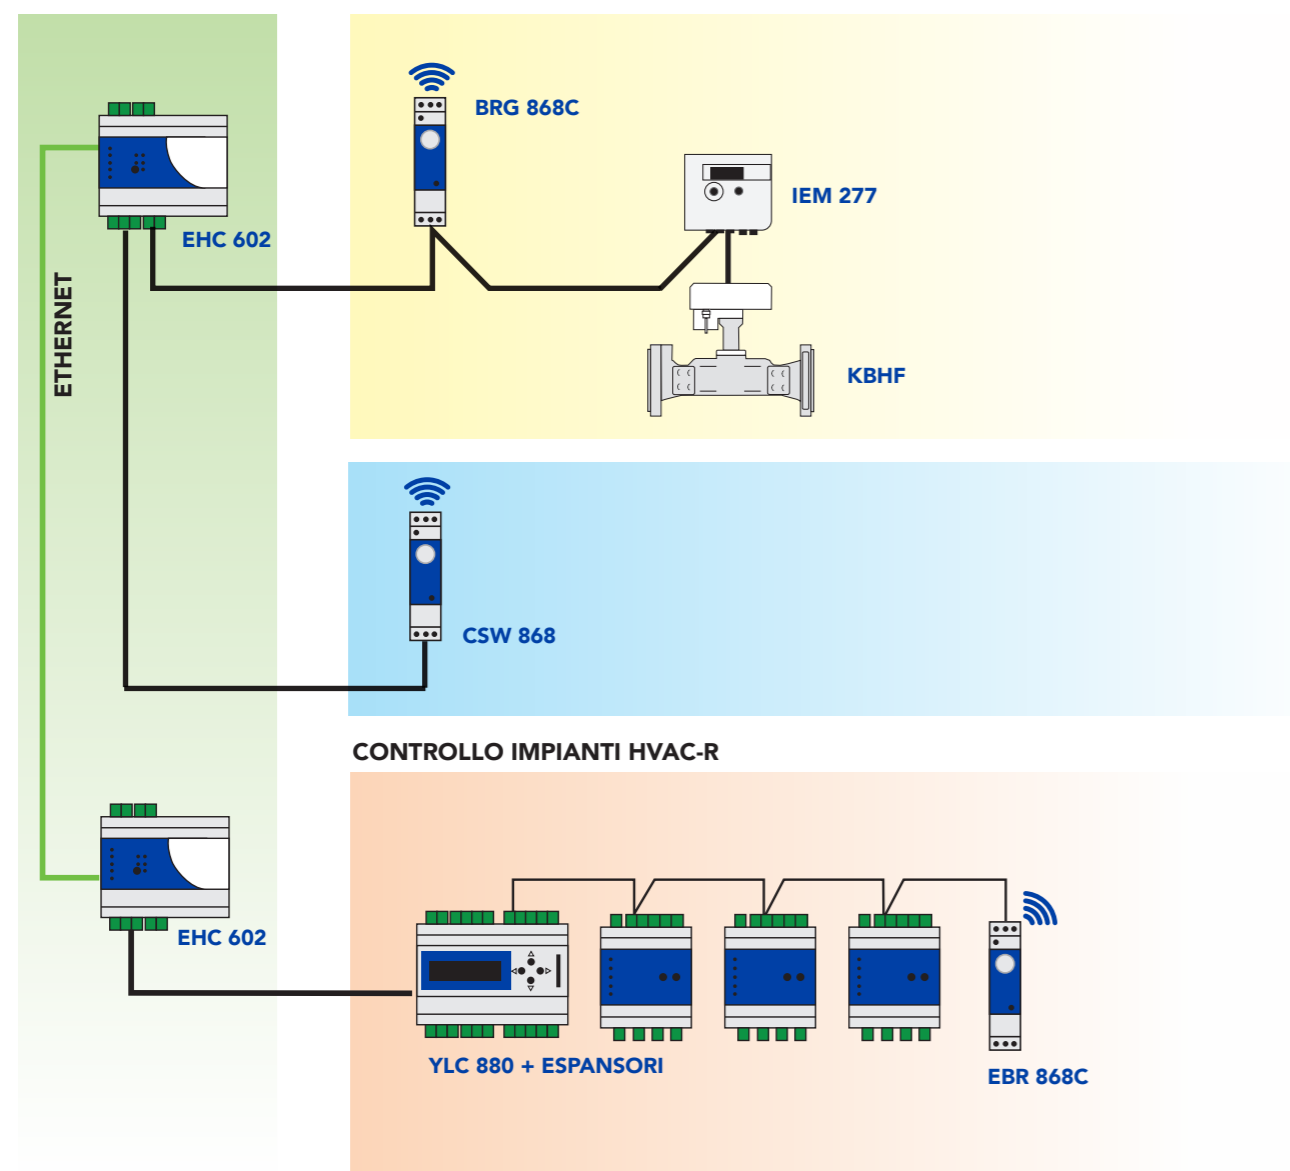 BRG 868C
IEM 277
EHC 602
ETHERNET
KBHF
CSW 868
CONTROLLO IMPIANTI HVAC-R
EHC 602
YLC 880 + ESPANSORI
EBR 868C